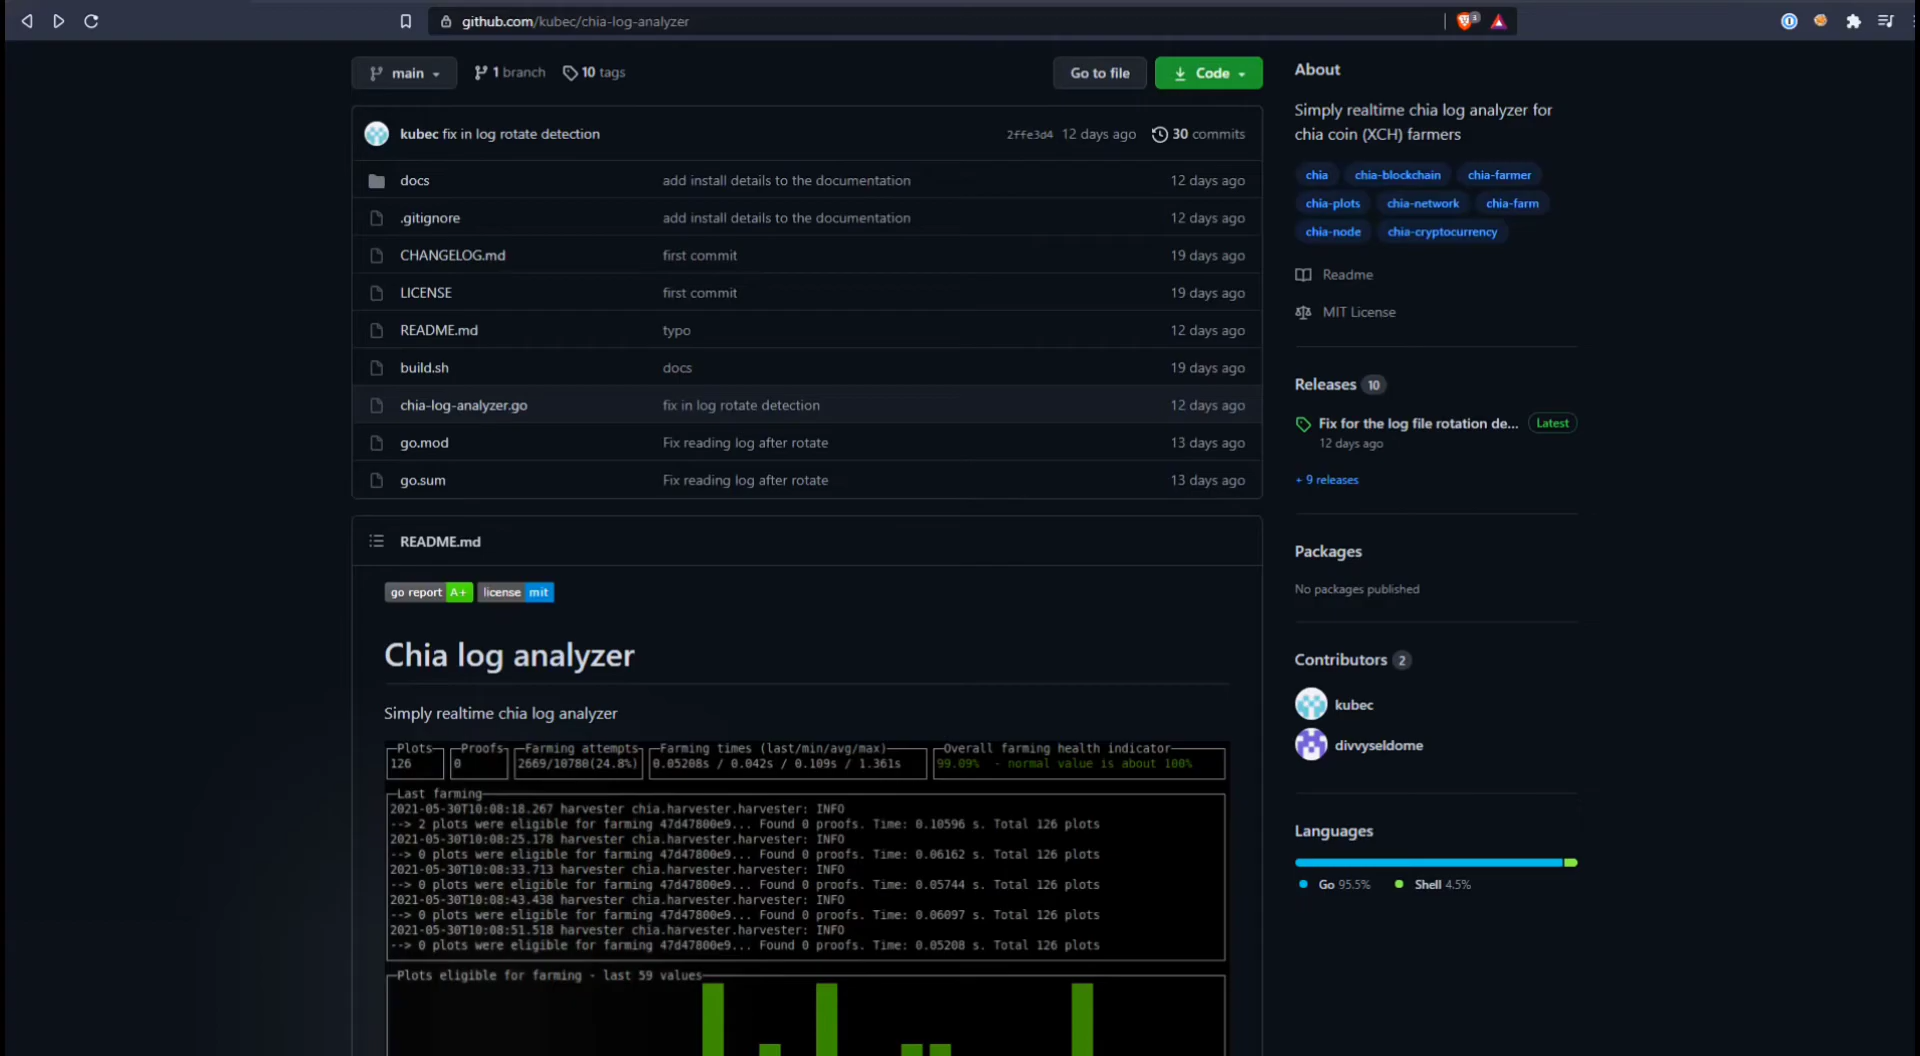 github.com/kubec/chia-log-analyzer
3
main
1 branch
10 tags
Go to file
Code
kubec fix in log rotate detection
2ffe3d4 12 days ago
30 commits
docs add install details to the documentation 12 days ago
.gitignore add install details to the documentation 12 days ago
CHANGELOG.md first commit 19 days ago
LICENSE first commit 19 days ago
README.md typo 12 days ago
build.sh docs 19 days ago
chia-log-analyzer.go fix in log rotate detection 12 days ago
go.mod Fix reading log after rotate 13 days ago
go.sum Fix reading log after rotate 13 days ago
README.md
go report A+ license mit
Chia log analyzer
Simply realtime chia log analyzer
Plots Proofs Farming attempts Farming times (last/min/avg/max) Overall farming health indicator
126 0 2669/10780(24.8%) 0.05208s / 0.042s / 0.109s / 1.361s 99.09% - normal value is about 100%
Last farming
2021-05-30T10:08:18.267 harvester chia.harvester.harvester: INFO
--> 2 plots were eligible for farming 47d47800e9... Found 0 proofs. Time: 0.10596 s. Total 126 plots
2021-05-30T10:08:25.178 harvester chia.harvester.harvester: INFO
--> 0 plots were eligible for farming 47d47800e9... Found 0 proofs. Time: 0.06162 s. Total 126 plots
2021-05-30T10:08:33.713 harvester chia.harvester.harvester: INFO
--> 0 plots were eligible for farming 47d47800e9... Found 0 proofs. Time: 0.05744 s. Total 126 plots
2021-05-30T10:08:43.438 harvester chia.harvester.harvester: INFO
--> 0 plots were eligible for farming 47d47800e9... Found 0 proofs. Time: 0.06097 s. Total 126 plots
2021-05-30T10:08:51.518 harvester chia.harvester.harvester: INFO
--> 0 plots were eligible for farming 47d47800e9... Found 0 proofs. Time: 0.05208 s. Total 126 plots
Plots eligible for farming - last 59 values
About
Simply realtime chia log analyzer for
chia coin (XCH) farmers
chia chia-blockchain chia-farmer
chia-plots chia-network chia-farm
chia-node chia-cryptocurrency
Readme
MIT License
Releases 10
Fix for the log file rotation de... Latest
12 days ago
+ 9 releases
Packages
No packages published
Contributors 2
kubec
divvyseldome
Languages
Go 95.5% Shell 4.5%